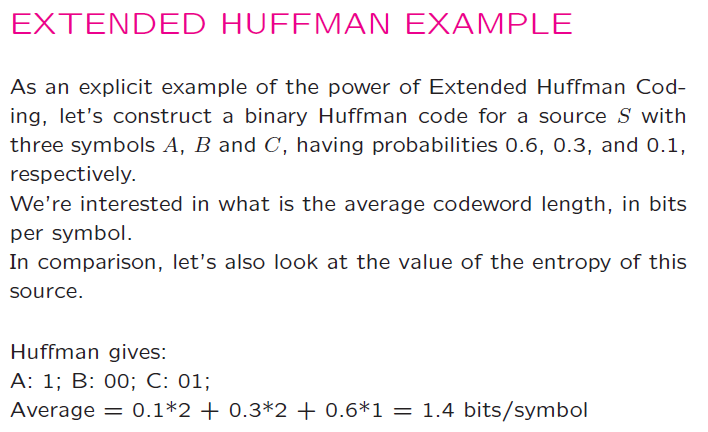 EXTENDED HUFFMAN EXAMPLE
As an explicit example of the power of Extended Huffman Cod-
ing, let's construct a binary Huffman code for a source S with
three symbols A, B and C, having probabilities 0.6, 0.3, and 0.1,
respectively.
We're interested in what is the average codeword length, in bits
per symbol.
In comparison, let's also look at the value of the entropy of this
source.
Huffman gives:
A: 1; B: 00; C: 01;
Average = 0.1*2 + 0.3*2 + 0.6*1 = 1.4 bits/symbol